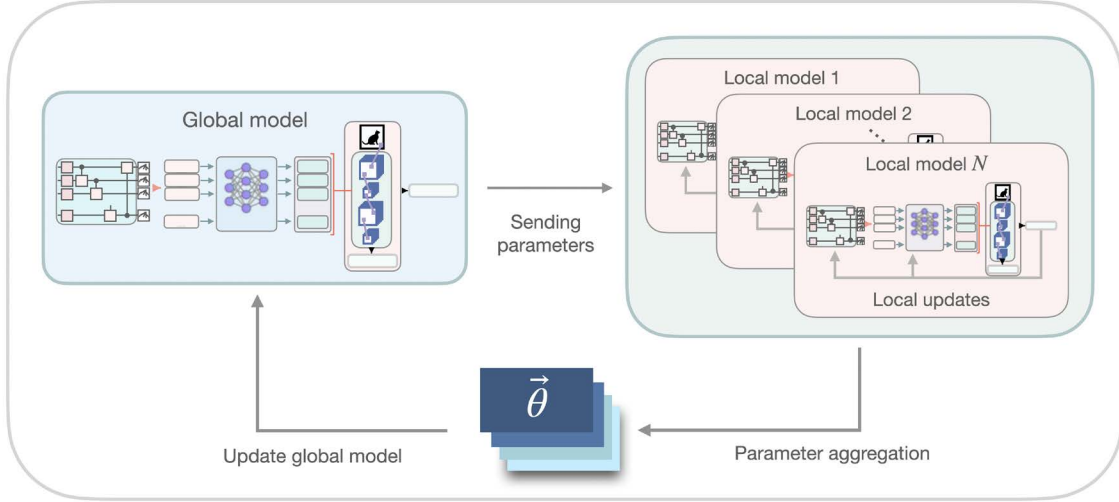 Global model
Local model 1
Local model 2
Local model N
Sending
parameters
Local updates
θ⃗
Update global model
Parameter aggregation